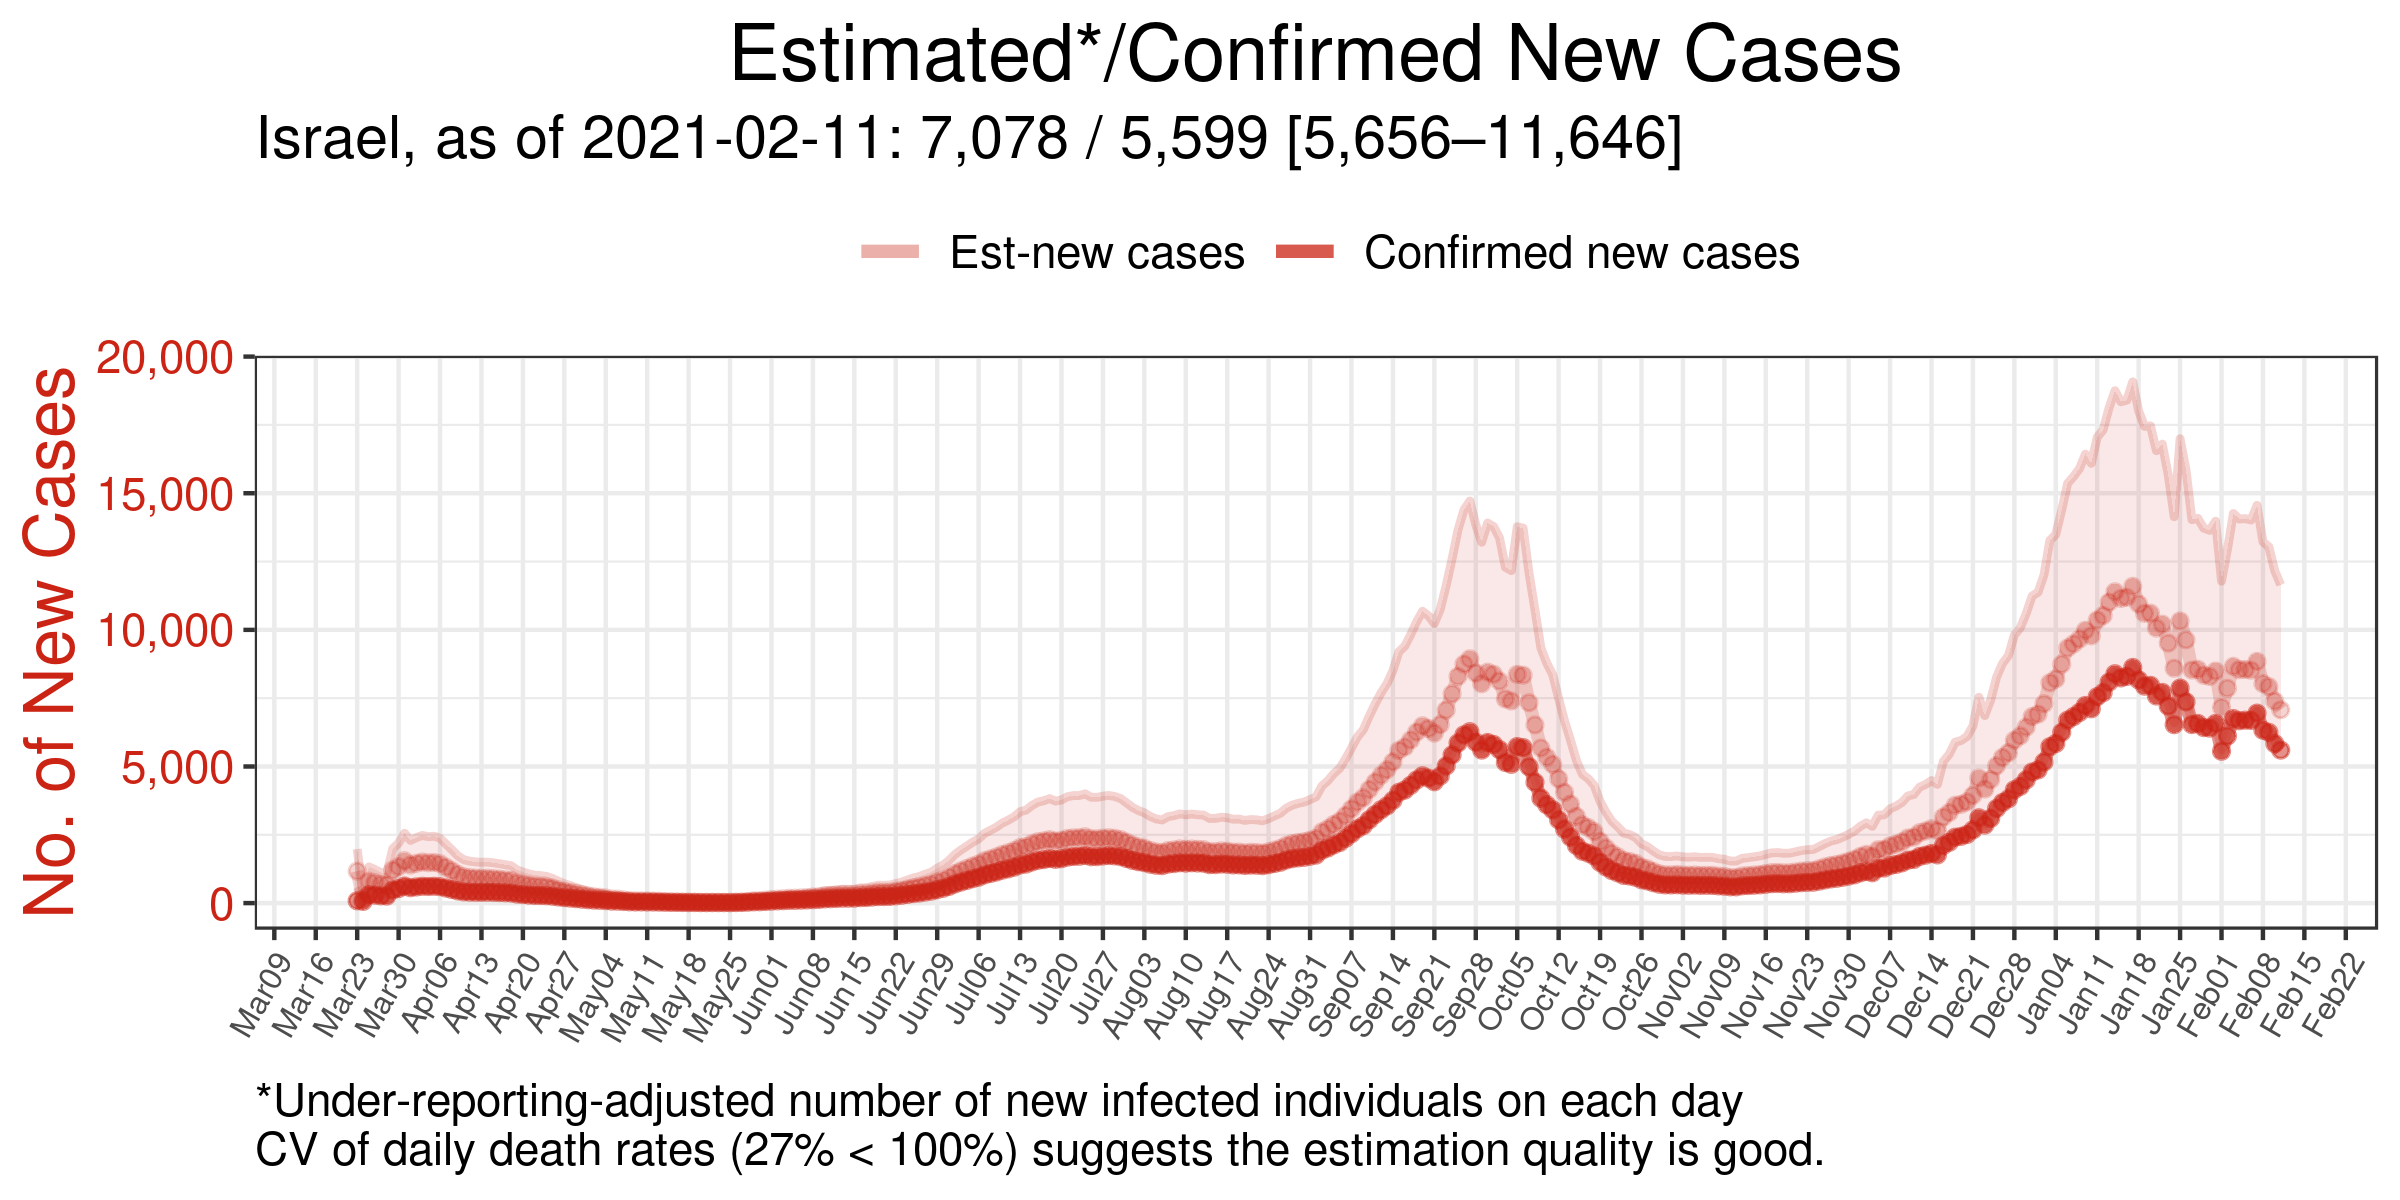 Estimated*/Confirmed New Cases
Israel, as of 2021-02-11: 7,078 / 5,599 [5,656–11,646]
Est-new cases
Confirmed new cases
No. of New Cases
20,000
15,000
10,000
5,000
0
Mar09
Mar16
Mar23
Mar30
Apr06
Apr13
Apr20
Apr27
May04
May11
May18
May25
Jun01
Jun08
Jun15
Jun22
Jun29
Jul06
Jul13
Jul20
Jul27
Aug03
Aug10
Aug17
Aug24
Aug31
Sep07
Sep14
Sep21
Sep28
Oct05
Oct12
Oct19
Oct26
Nov02
Nov09
Nov16
Nov23
Nov30
Dec07
Dec14
Dec21
Dec28
Jan04
Jan11
Jan18
Jan25
Feb01
Feb08
Feb15
Feb22
*Under-reporting-adjusted number of new infected individuals on each day
CV of daily death rates (27% < 100%) suggests the estimation quality is good.